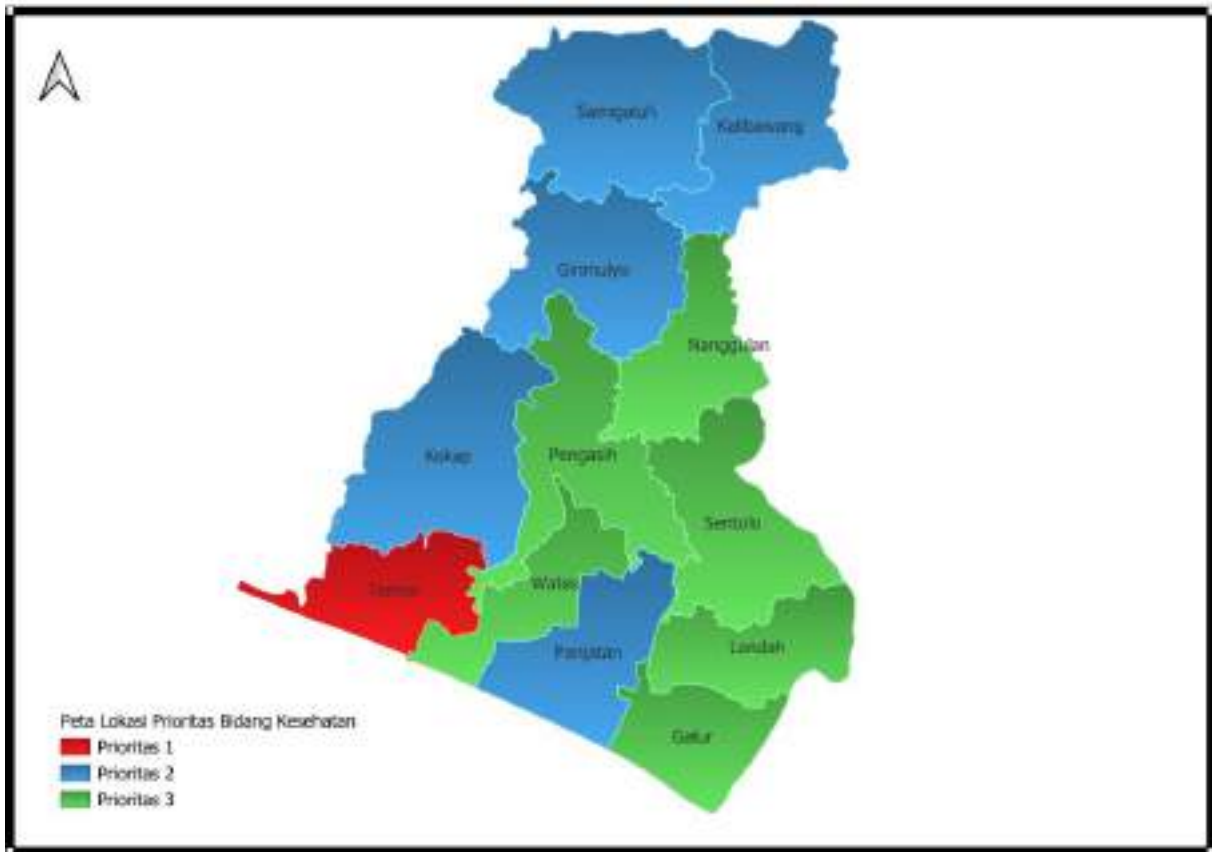 Samigaluh
Kalibawang
Girimulyo
Nanggulan
Kokap
Pengasih
Sentolo
Temon
Wates
Panjatan
Lendah
Galur
Peta Lokasi Prioritas Bidang Kesehatan
Prioritas 1
Prioritas 2
Prioritas 3